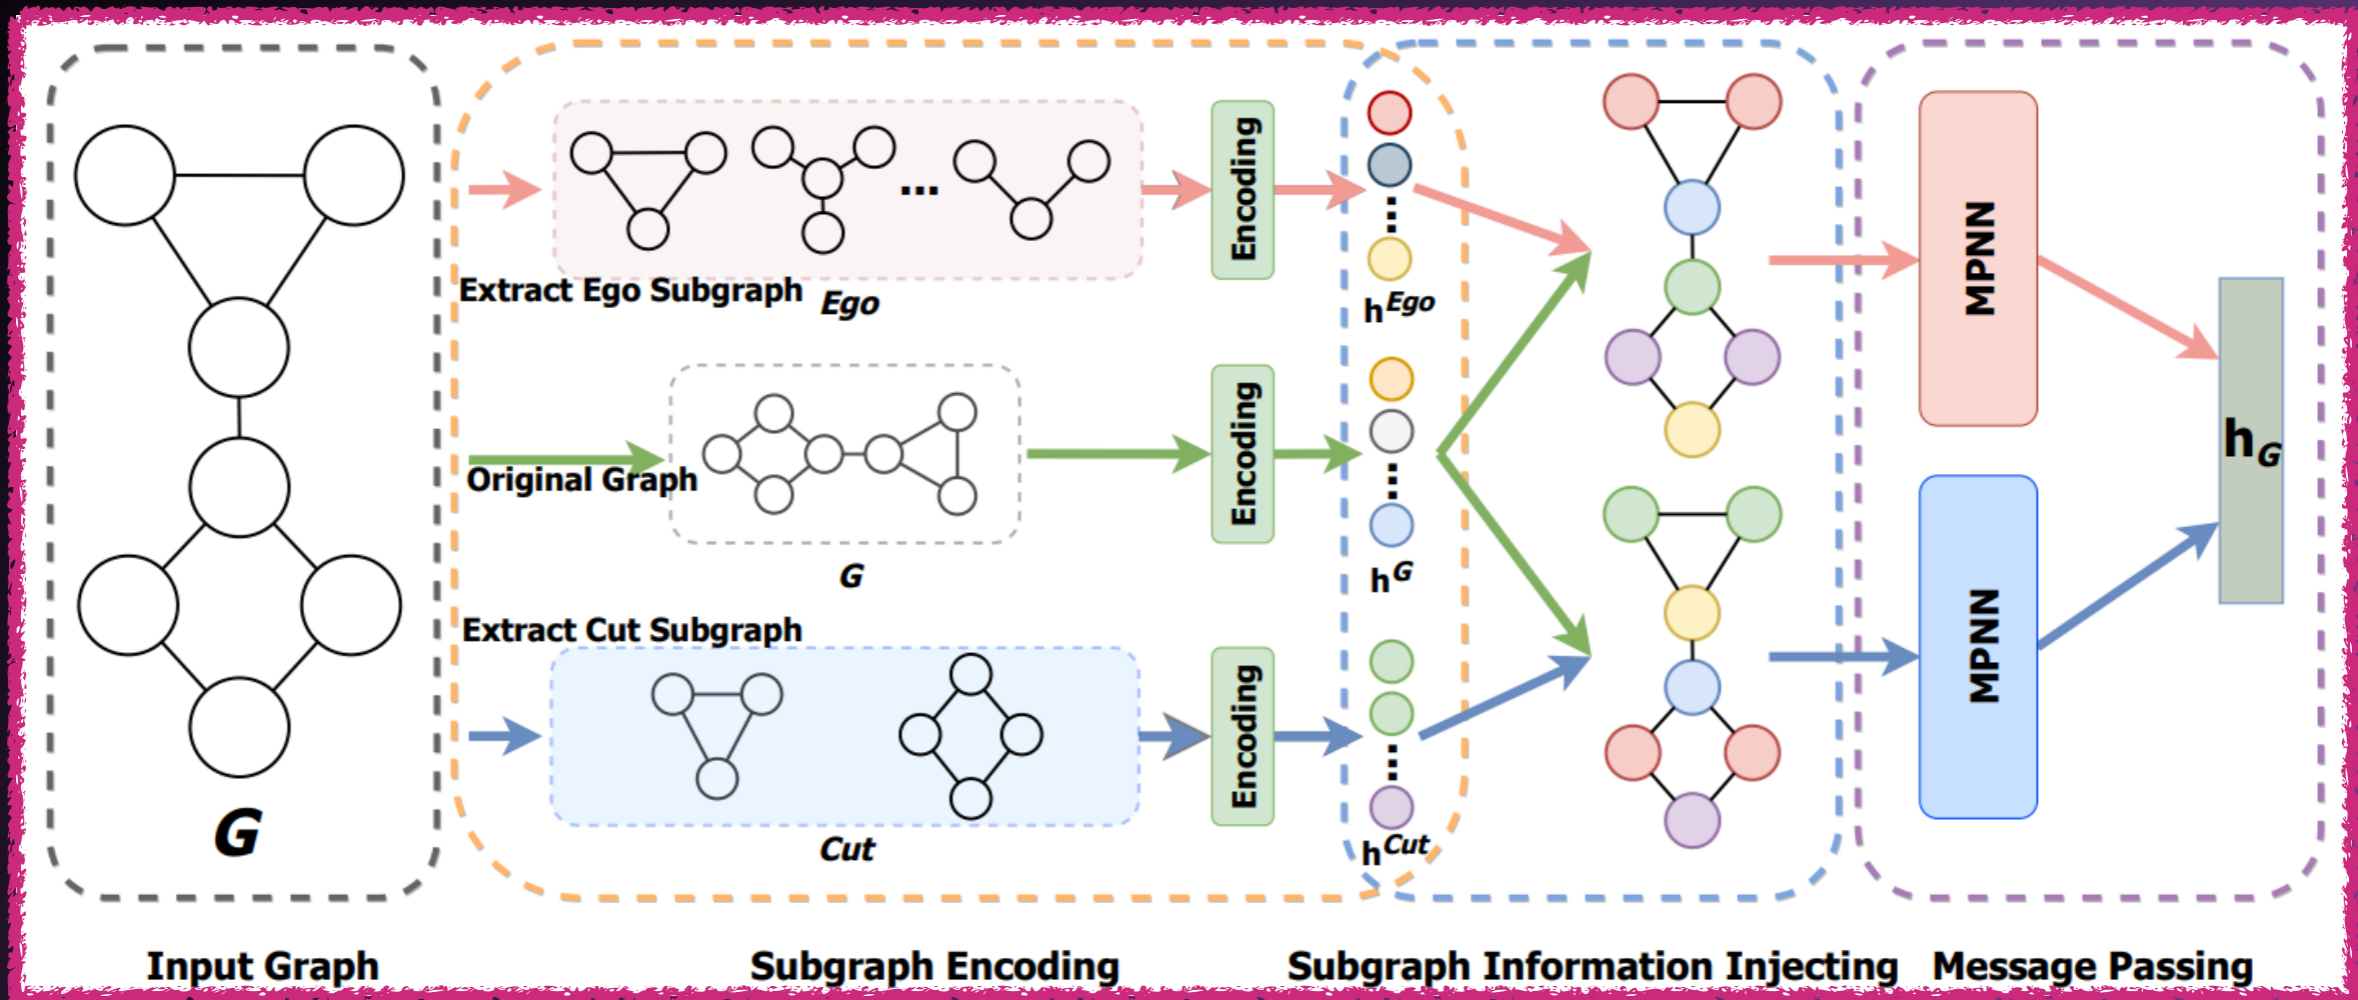 G
Input Graph
Extract Ego Subgraph
Ego
...
Original Graph
G
Extract Cut Subgraph
Cut
Encoding
Encoding
Encoding
Subgraph Encoding
...
h^Ego
...
h^G
...
h^Cut
Subgraph Information Injecting
MPNN
MPNN
h_G
Message Passing